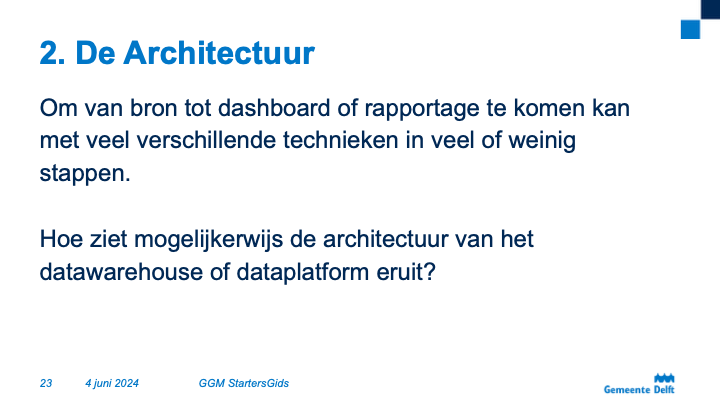 2. De Architectuur
Om van bron tot dashboard of rapportage te komen kan
met veel verschillende technieken in veel of weinig
stappen.
Hoe ziet mogelijkerwijs de architectuur van het
datawarehouse of dataplatform eruit?
23 4 juni 2024 GGM StartersGids
Gemeente Delft